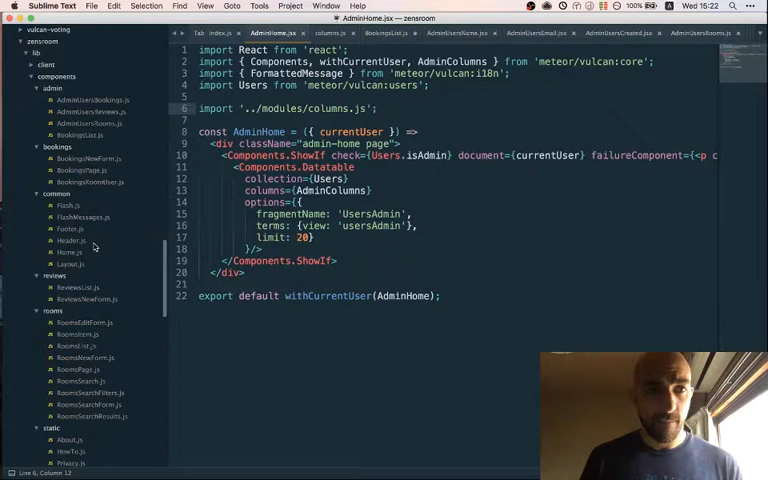 Sublime Text File Edit Selection Find View Goto Tools Project Window Help 100% Wed 15:22
AdminHome.jsx — zensroom
Tab index.js AdminHome.jsx columns.js BookingsList.js AdminUsersName.jsx AdminUsersEmail.jsx AdminUsersCreated.jsx AdminUsersRooms.js
vulcan-voting
zensroom
lib
client
components
admin
AdminUsersBookings.js
AdminUsersReviews.js
AdminUsersRooms.js
BookingsList.js
bookings
BookingsNewForm.js
BookingsPage.js
BookingsRoomUser.js
common
Flash.js
FlashMessages.js
Footer.js
Header.js
Home.js
Layout.js
reviews
ReviewsList.js
ReviewsNewForm.js
rooms
RoomsEditForm.js
RoomsItem.js
RoomsList.js
RoomsNewForm.js
RoomsPage.js
RoomsSearch.js
RoomsSearchFilters.js
RoomsSearchForm.js
RoomsSearchResults.js
static
About.js
HowTo.js
Privacy.js
1 import React from 'react';
2 import { Components, withCurrentUser, AdminColumns } from 'meteor/vulcan:core';
3 import { FormattedMessage } from 'meteor/vulcan:i18n';
4 import Users from 'meteor/vulcan:users';
5
6 import '../modules/columns.js';
7
8 const AdminHome = ({ currentUser }) =>
9 <div className="admin-home page">
10 <Components.ShowIf check={Users.isAdmin} document={currentUser} failureComponent={<p c
11 <Components.Datatable
12 collection={Users}
13 columns={AdminColumns}
14 options={{
15 fragmentName: 'UsersAdmin',
16 terms: {view: 'usersAdmin'},
17 limit: 20}
18 }/>
19 </Components.ShowIf>
20 </div>
21
22 export default withCurrentUser(AdminHome);
Line 6, Column 12